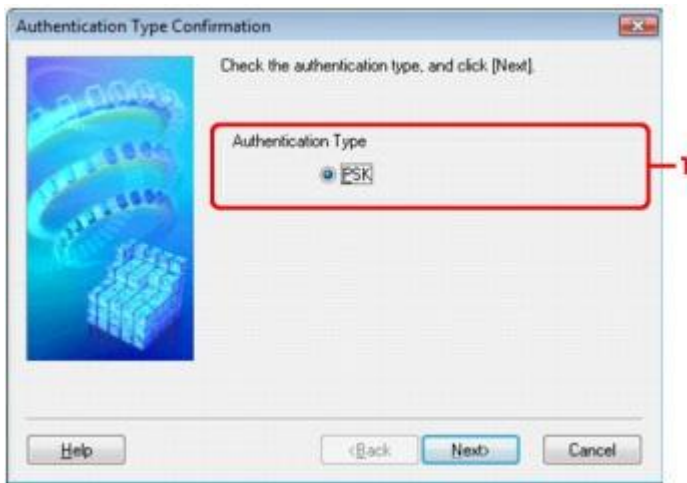 Authentication Type Confirmation
Check the authentication type, and click [Next].
Authentication Type
PSK
1
Help
<Back
Next>
Cancel